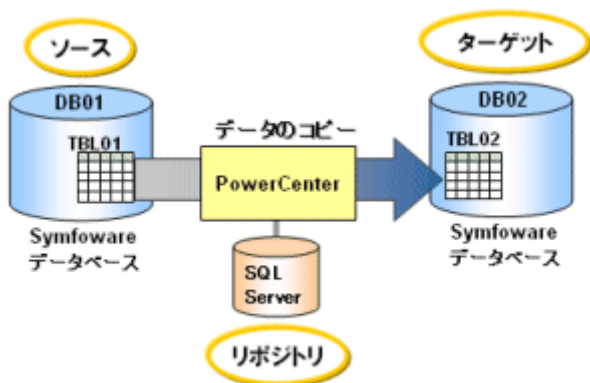 ソース
ターゲット
DB01
DB02
TBL01
データのコピー
TBL02
PowerCenter
Symfoware
データベース
Symfoware
データベース
SQL
Server
リポジトリ